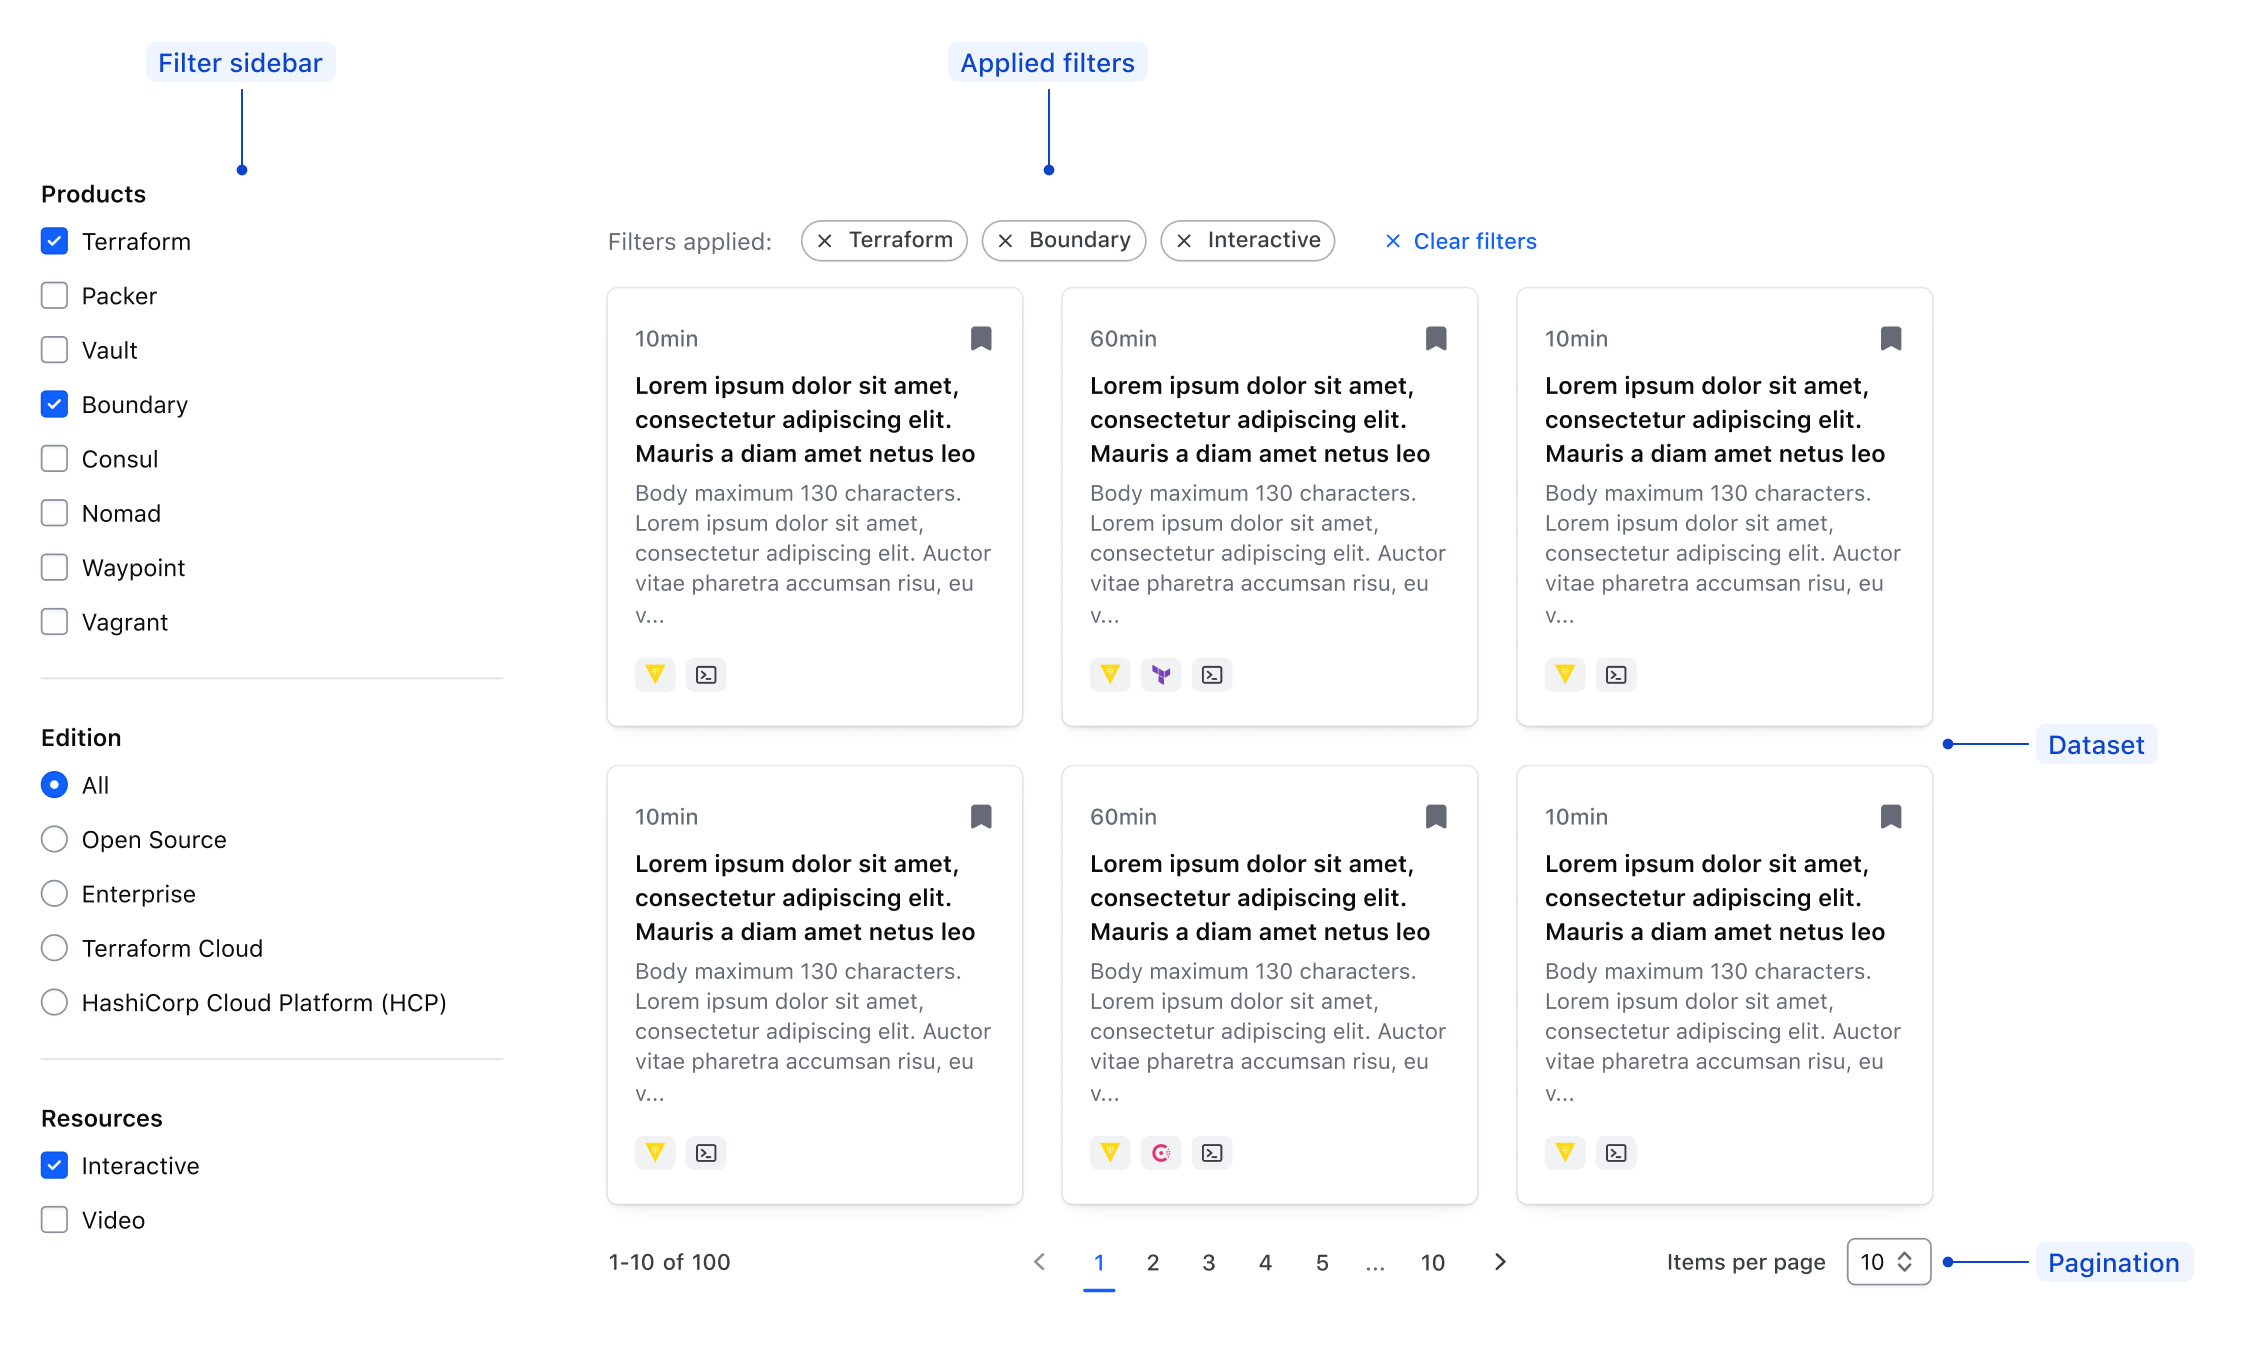 Filter sidebar
Applied filters
Products
Terraform
Packer
Vault
Boundary
Consul
Nomad
Waypoint
Vagrant
Edition
All
Open Source
Enterprise
Terraform Cloud
HashiCorp Cloud Platform (HCP)
Resources
Interactive
Video
Filters applied: Terraform Boundary Interactive Clear filters
10min
Lorem ipsum dolor sit amet,
consectetur adipiscing elit.
Mauris a diam amet netus leo
Body maximum 130 characters.
Lorem ipsum dolor sit amet,
consectetur adipiscing elit. Auctor
vitae pharetra accumsan risu, eu
v...
60min
Lorem ipsum dolor sit amet,
consectetur adipiscing elit.
Mauris a diam amet netus leo
Body maximum 130 characters.
Lorem ipsum dolor sit amet,
consectetur adipiscing elit. Auctor
vitae pharetra accumsan risu, eu
v...
10min
Lorem ipsum dolor sit amet,
consectetur adipiscing elit.
Mauris a diam amet netus leo
Body maximum 130 characters.
Lorem ipsum dolor sit amet,
consectetur adipiscing elit. Auctor
vitae pharetra accumsan risu, eu
v...
Dataset
10min
Lorem ipsum dolor sit amet,
consectetur adipiscing elit.
Mauris a diam amet netus leo
Body maximum 130 characters.
Lorem ipsum dolor sit amet,
consectetur adipiscing elit. Auctor
vitae pharetra accumsan risu, eu
v...
60min
Lorem ipsum dolor sit amet,
consectetur adipiscing elit.
Mauris a diam amet netus leo
Body maximum 130 characters.
Lorem ipsum dolor sit amet,
consectetur adipiscing elit. Auctor
vitae pharetra accumsan risu, eu
v...
10min
Lorem ipsum dolor sit amet,
consectetur adipiscing elit.
Mauris a diam amet netus leo
Body maximum 130 characters.
Lorem ipsum dolor sit amet,
consectetur adipiscing elit. Auctor
vitae pharetra accumsan risu, eu
v...
1-10 of 100 1 2 3 4 5 ... 10 Items per page 10
Pagination